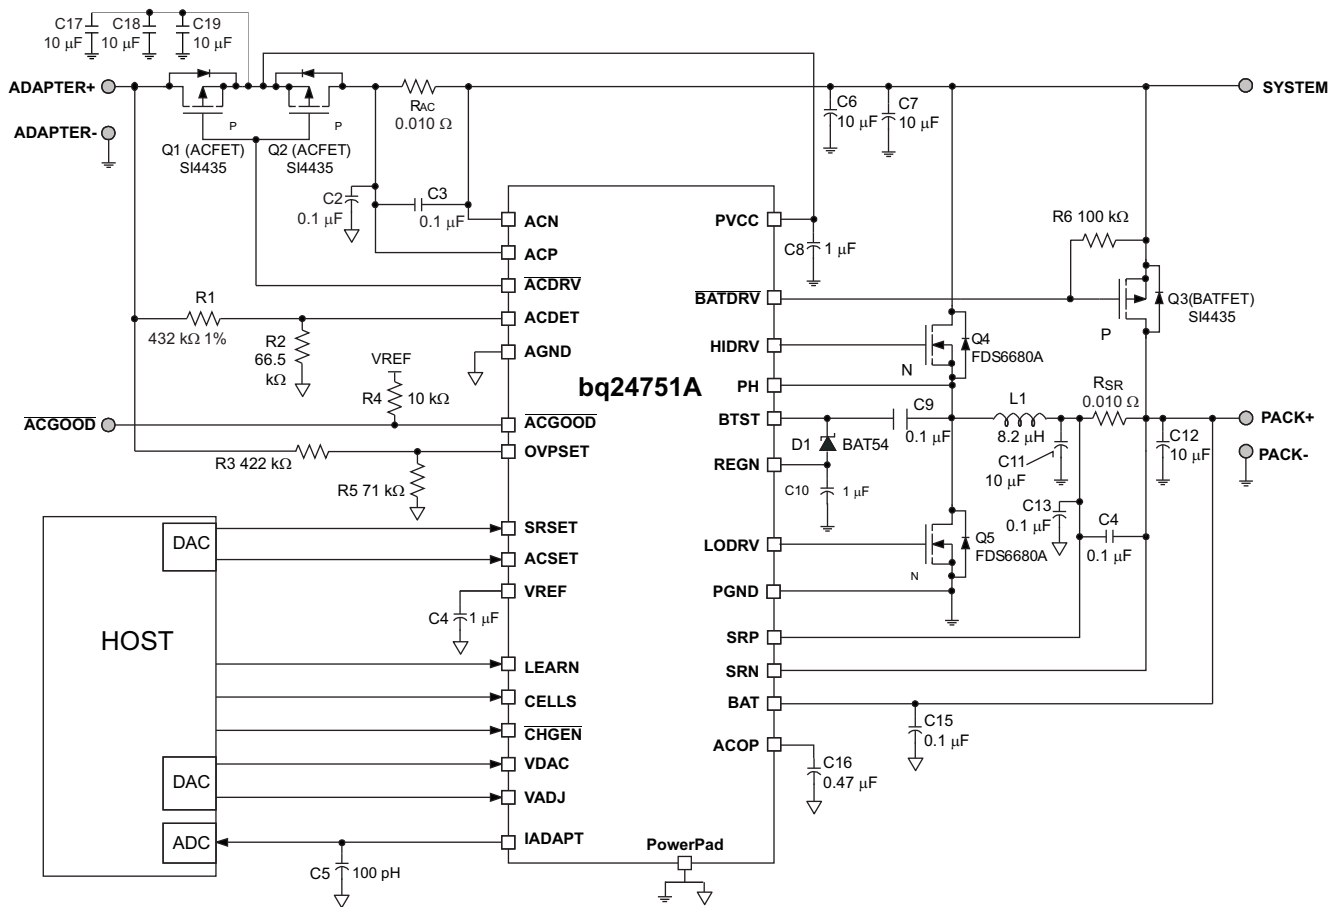 C17
10 µF
C18
10 µF
C19
10 µF
ADAPTER+
ADAPTER-
P
Q1 (ACFET)
SI4435
P
Q2 (ACFET)
SI4435
RAC
0.010 Ω
C6
10 µF
C7
10 µF
SYSTEM
C2
0.1 µF
C3
0.1 µF
ACN
ACP
ACDRV
ACDET
AGND
ACGOOD
OVPSET
SRSET
ACSET
VREF
LEARN
CELLS
CHGEN
VDAC
VADJ
IADAPT
bq24751A
PVCC
BATDRV
HIDRV
PH
BTST
REGN
LODRV
PGND
SRP
SRN
BAT
ACOP
PowerPad
C8
1 µF
R6 100 kΩ
Q3(BATFET)
SI4435
P
R1
432 kΩ 1%
R2
66.5
kΩ
VREF
R4
10 kΩ
ACGOOD
R3 422 kΩ
R5 71 kΩ
Q4
FDS6680A
N
C9
0.1 µF
D1
BAT54
C10
1 µF
L1
8.2 µH
RSR
0.010 Ω
PACK+
PACK-
C11
10 µF
C12
10 µF
C13
0.1 µF
C4
0.1 µF
Q5
FDS6680A
N
HOST
DAC
DAC
ADC
C4
1 µF
C15
0.1 µF
C16
0.47 µF
C5
100 pH